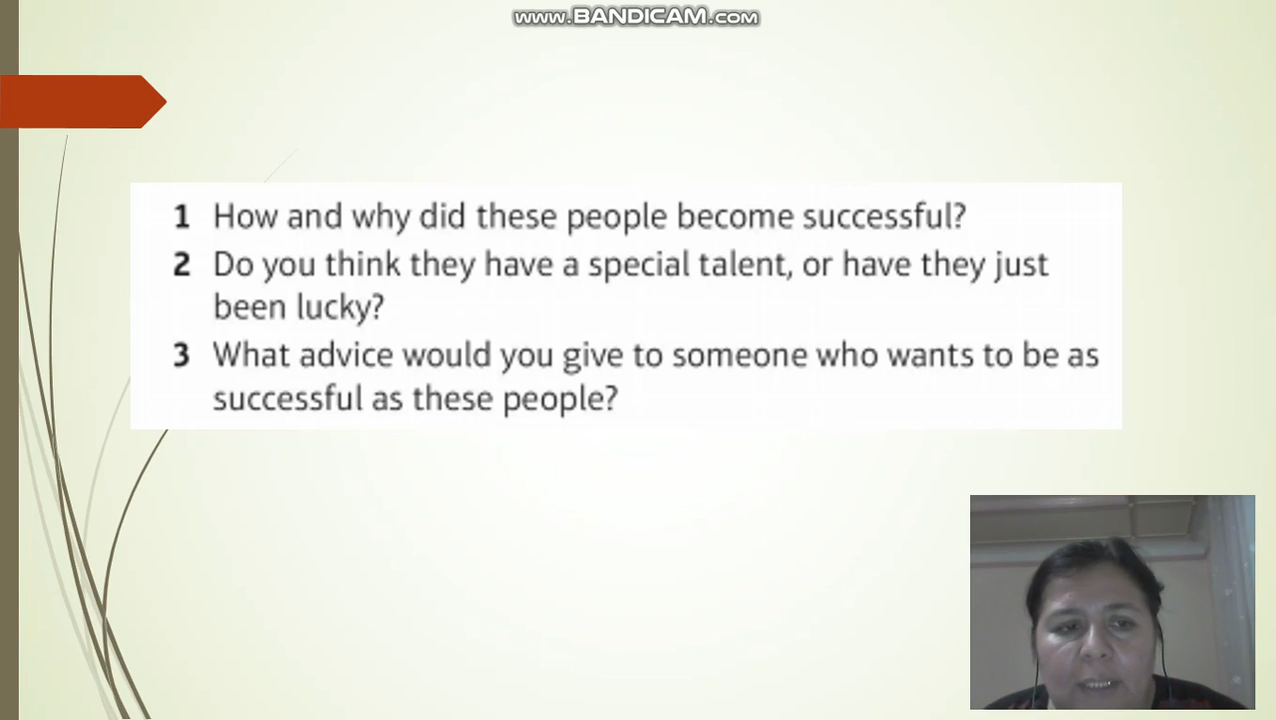 www.BANDICAM.com
1 How and why did these people become successful?
2 Do you think they have a special talent, or have they just
been lucky?
3 What advice would you give to someone who wants to be as
successful as these people?